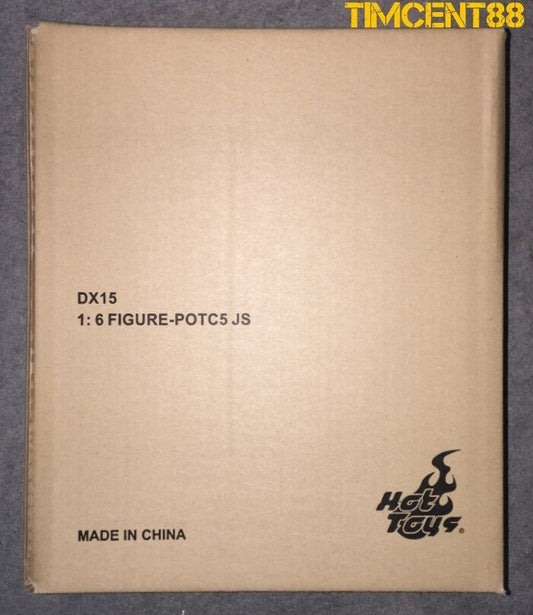 TIMCENT88
DX15
1: 6 FIGURE-POTC5 JS
Hot
Toys®
MADE IN CHINA